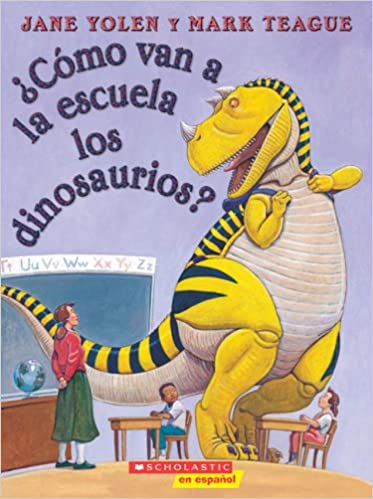 JANE YOLEN Y MARK TEAGUE
¿Cómo van a
la escuela
los
dinosaurios?
Tt Uu Vv Ww Xx Yy Zz
SCHOLASTIC
en español